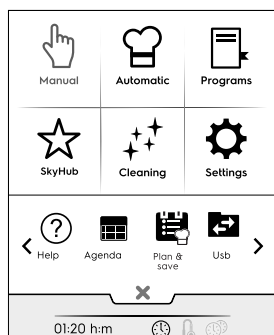 Manual Automatic Programs
SkyHub Cleaning Settings
Help Agenda Plan & save Usb
01:20 h:m